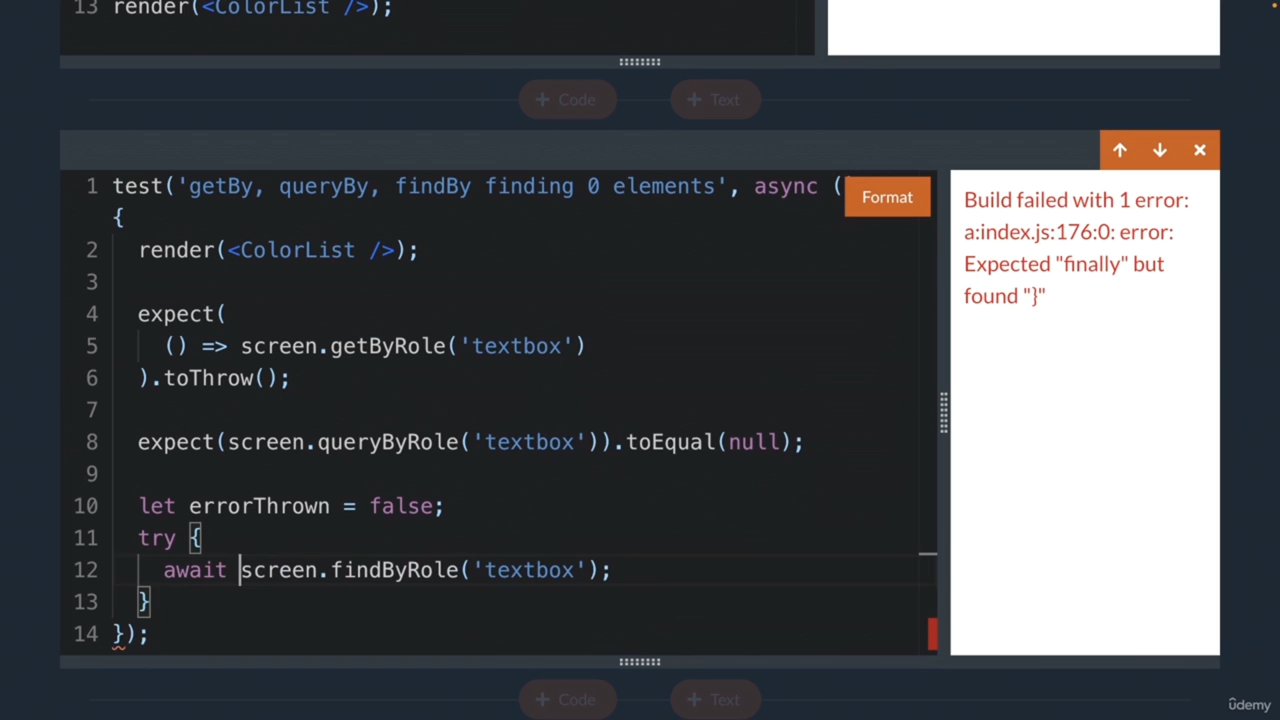 13 render(<ColorList />);
+ Code + Text
1 test('getBy, queryBy, findBy finding 0 elements', async (
Format
{
2 render(<ColorList />);
3
4 expect(
5 () => screen.getByRole('textbox')
6 ).toThrow();
7
8 expect(screen.queryByRole('textbox')).toEqual(null);
9
10 let errorThrown = false;
11 try {
12 await screen.findByRole('textbox');
13 }
14 });
Build failed with 1 error:
a:index.js:176:0: error:
Expected "finally" but
found "}"
+ Code + Text
ûdemy